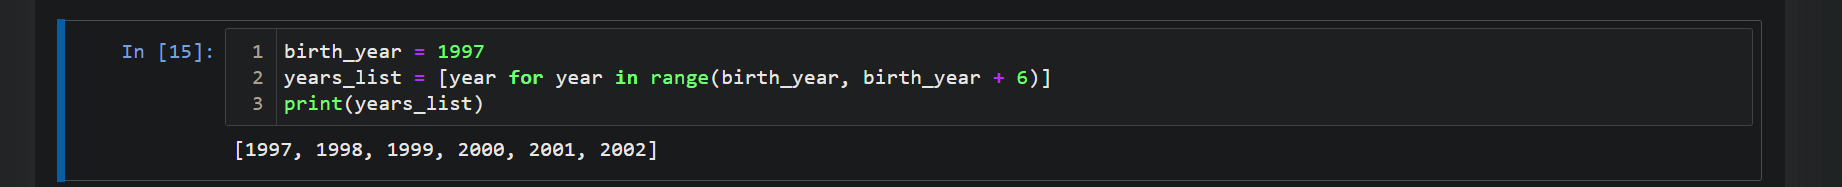 In [15]:
1 birth_year = 1997
2 years_list = [year for year in range(birth_year, birth_year + 6)]
3 print(years_list)
[1997, 1998, 1999, 2000, 2001, 2002]